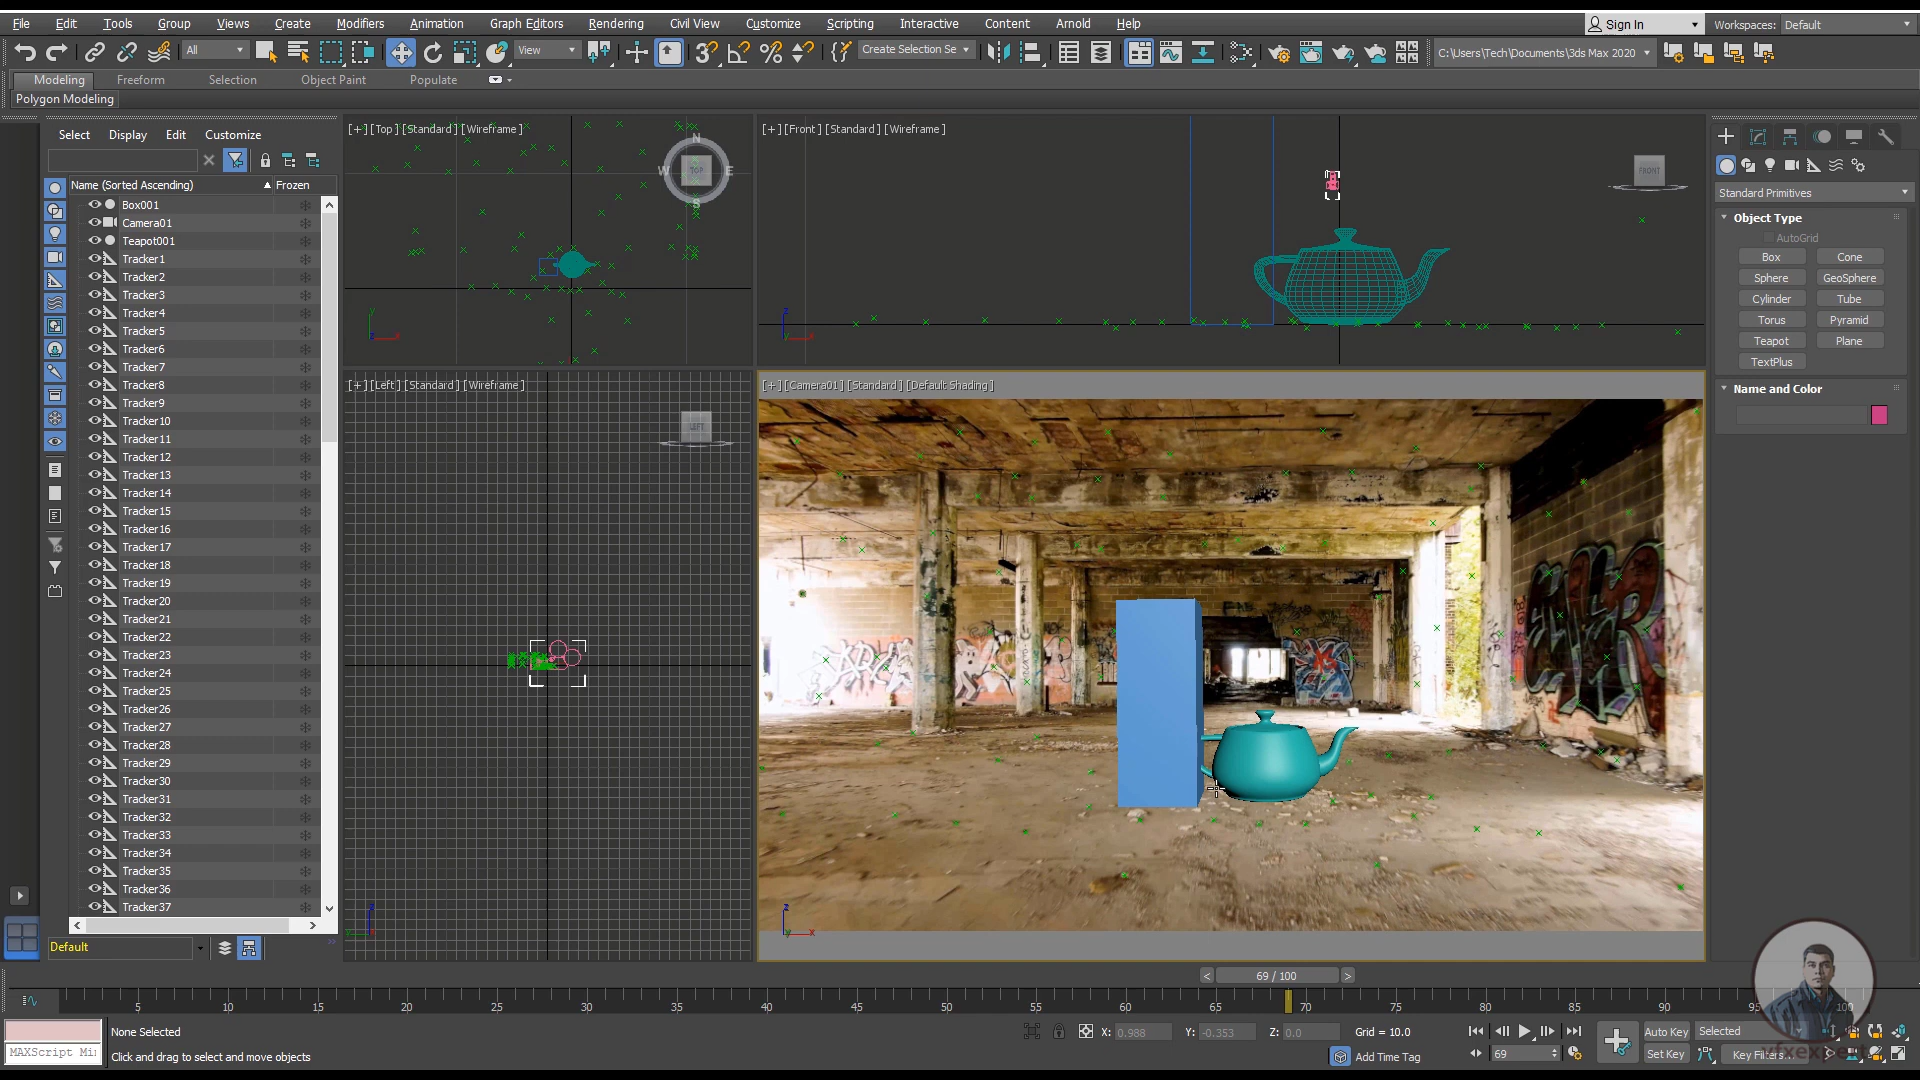 File Edit Tools Group Views Create Modifiers Animation Graph Editors Rendering Civil View Customize Scripting Interactive Content Arnold Help Sign In Workspaces: Default
All View Create Selection Se C:\Users\Tech\Documents\3ds Max 2020
Modeling Freeform Selection Object Paint Populate
Polygon Modeling
Select Display Edit Customize
Name (Sorted Ascending) Frozen
Box001
Camera01
Teapot001
Tracker1
Tracker2
Tracker3
Tracker4
Tracker5
Tracker6
Tracker7
Tracker8
Tracker9
Tracker10
Tracker11
Tracker12
Tracker13
Tracker14
Tracker15
Tracker16
Tracker17
Tracker18
Tracker19
Tracker20
Tracker21
Tracker22
Tracker23
Tracker24
Tracker25
Tracker26
Tracker27
Tracker28
Tracker29
Tracker30
Tracker31
Tracker32
Tracker33
Tracker34
Tracker35
Tracker36
Tracker37
Default
[+] [Top] [Standard] [Wireframe]
N
W TOP E
S
[+] [Front] [Standard] [Wireframe]
FRONT
[+] [Left] [Standard] [Wireframe]
LEFT
[+] [Camera01] [Standard] [Default Shading]
Standard Primitives
Object Type
AutoGrid
Box Cone
Sphere GeoSphere
Cylinder Tube
Torus Pyramid
Teapot Plane
TextPlus
Name and Color
< 69 / 100 >
5 10 15 20 25 30 35 40 45 50 55 60 65 70 75 80 85 90 95 100
None Selected
X: 0.988 Y: -0.353 Z: 0.0 Grid = 10.0
Auto Key Selected
MAXScript Mi
Click and drag to select and move objects
Add Time Tag
69
Set Key Key Filters...
vfxexpert